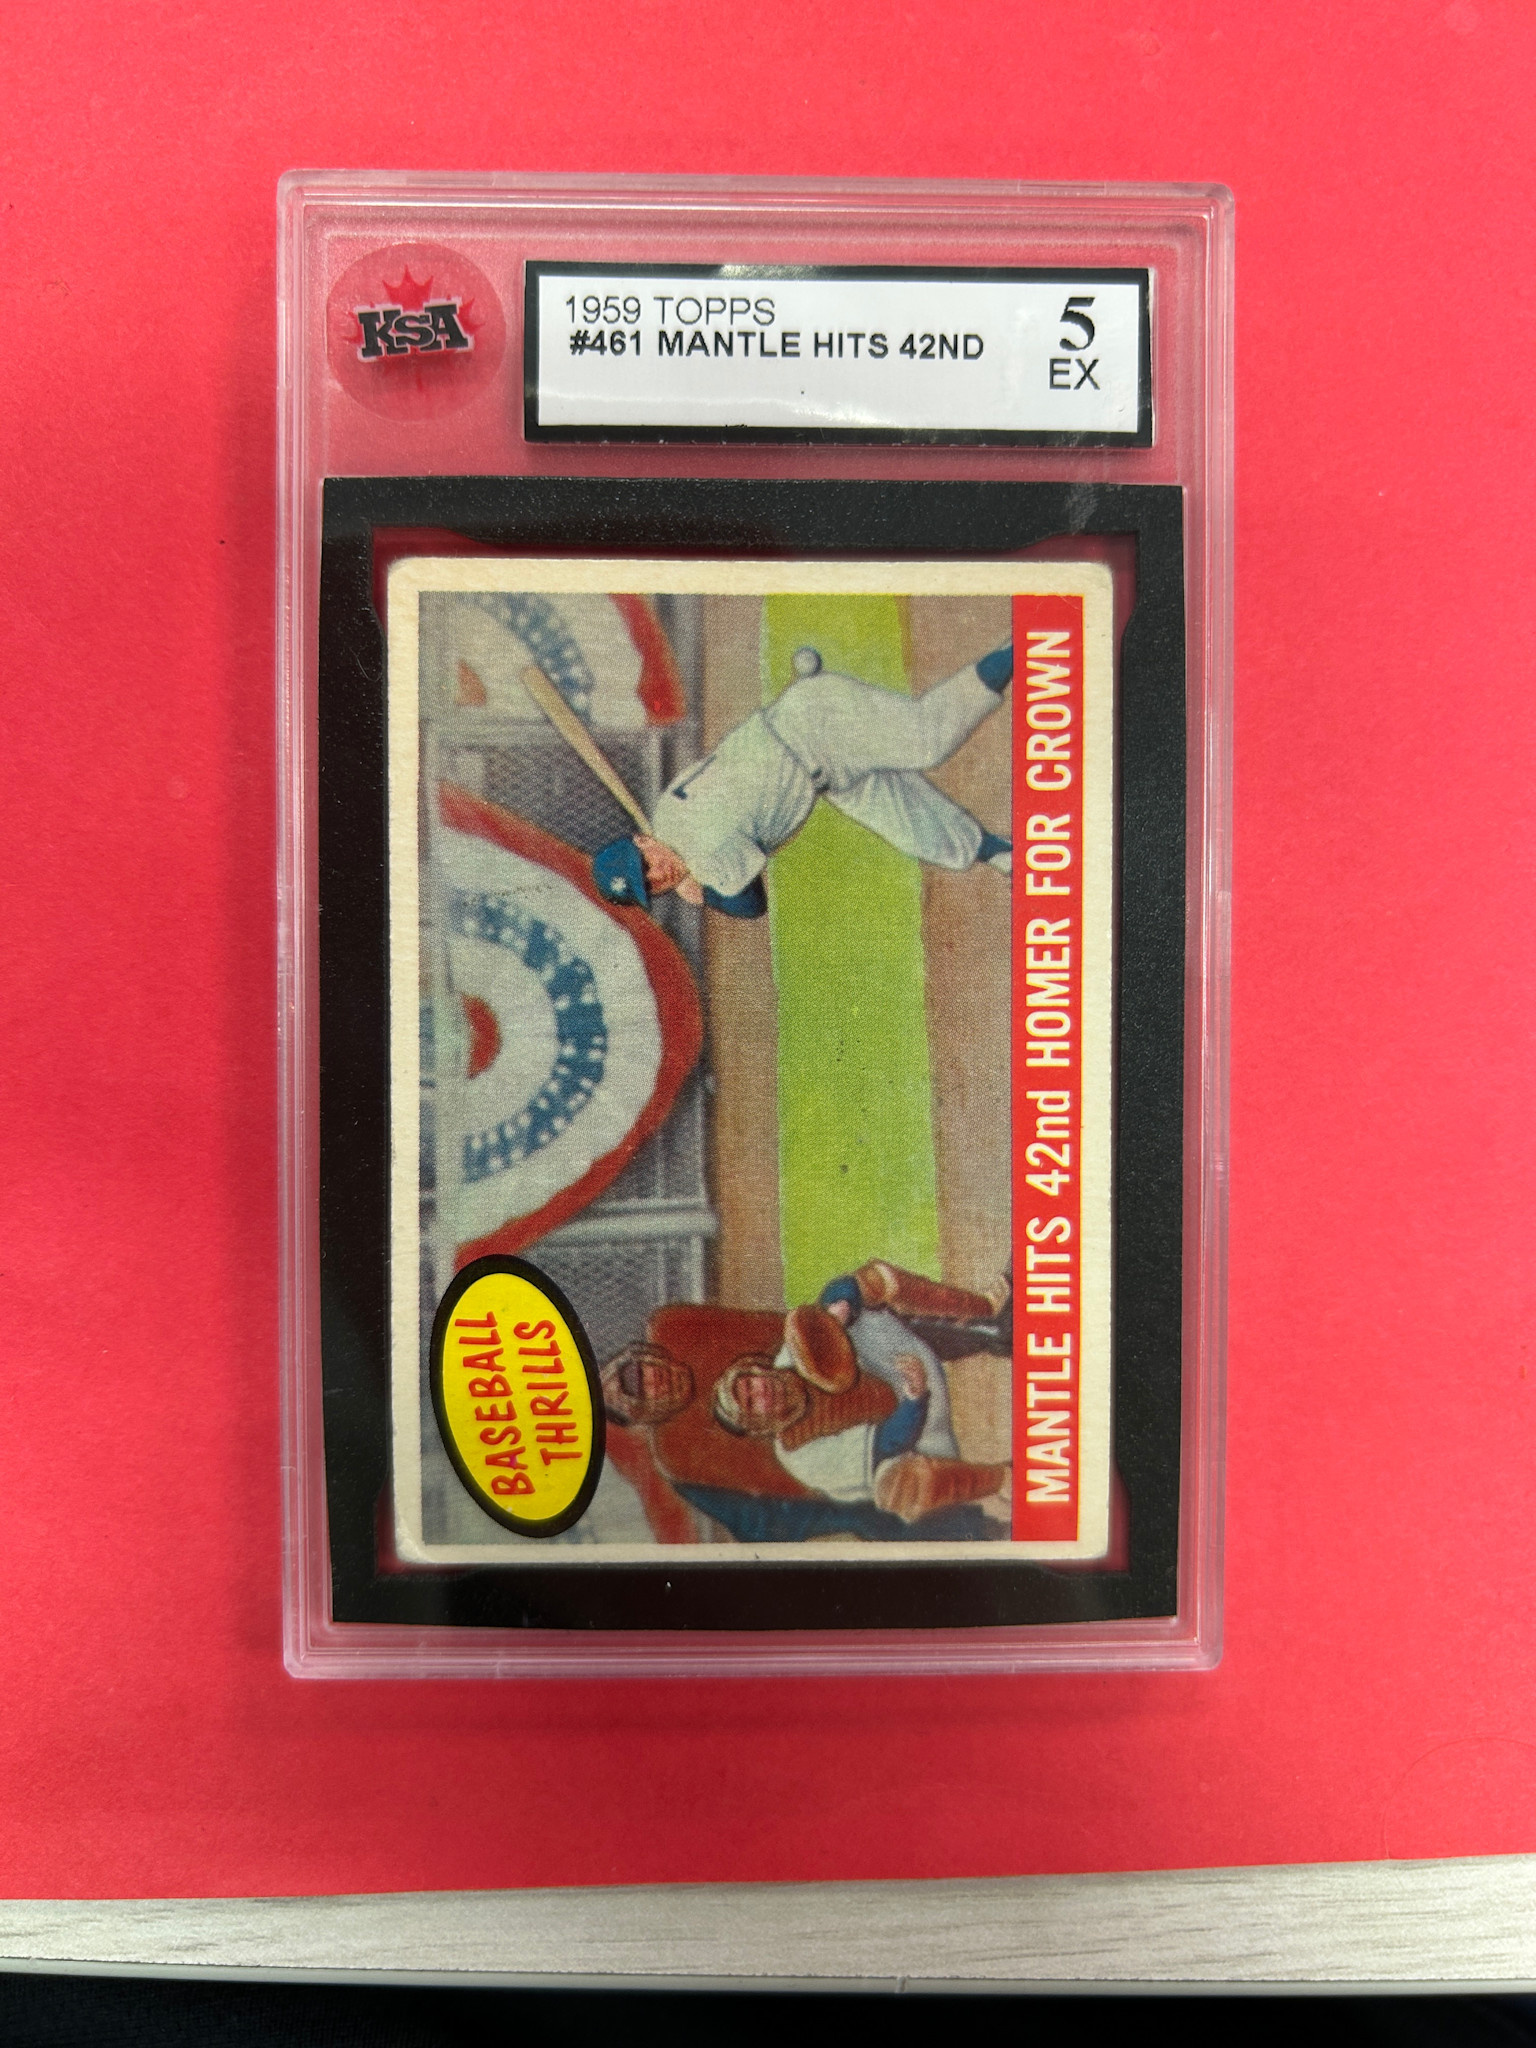 KSA
1959 TOPPS
#461 MANTLE HITS 42ND
5
EX
BASEBALL
THRILLS
MANTLE HITS 42nd HOMER FOR CROWN